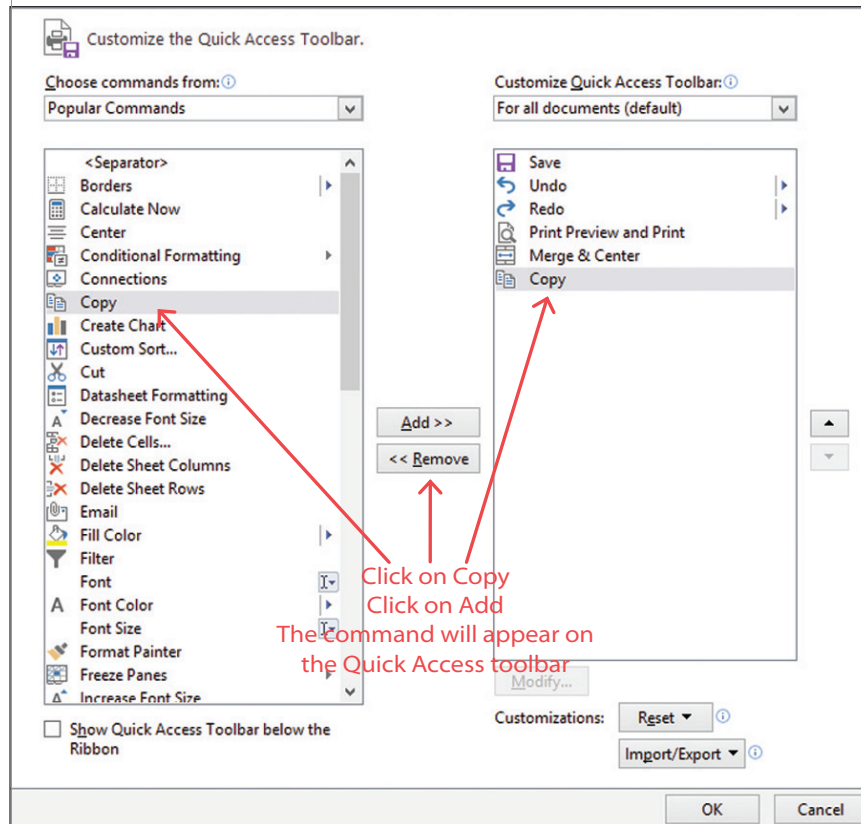 Customize the Quick Access Toolbar.
Choose commands from:
Popular Commands
<Separator>
Borders
Calculate Now
Center
Conditional Formatting
Connections
Copy
Create Chart
Custom Sort...
Cut
Datasheet Formatting
Decrease Font Size
Delete Cells...
Delete Sheet Columns
Delete Sheet Rows
Email
Fill Color
Filter
Font
Font Color
Font Size
Format Painter
Freeze Panes
Increase Font Size
Show Quick Access Toolbar below the
Ribbon
Add >>
<< Remove
Customize Quick Access Toolbar:
For all documents (default)
Save
Undo
Redo
Print Preview and Print
Merge & Center
Copy
Click on Copy
Click on Add
The command will appear on
the Quick Access toolbar
Modify...
Customizations:
Reset
Import/Export
OK
Cancel